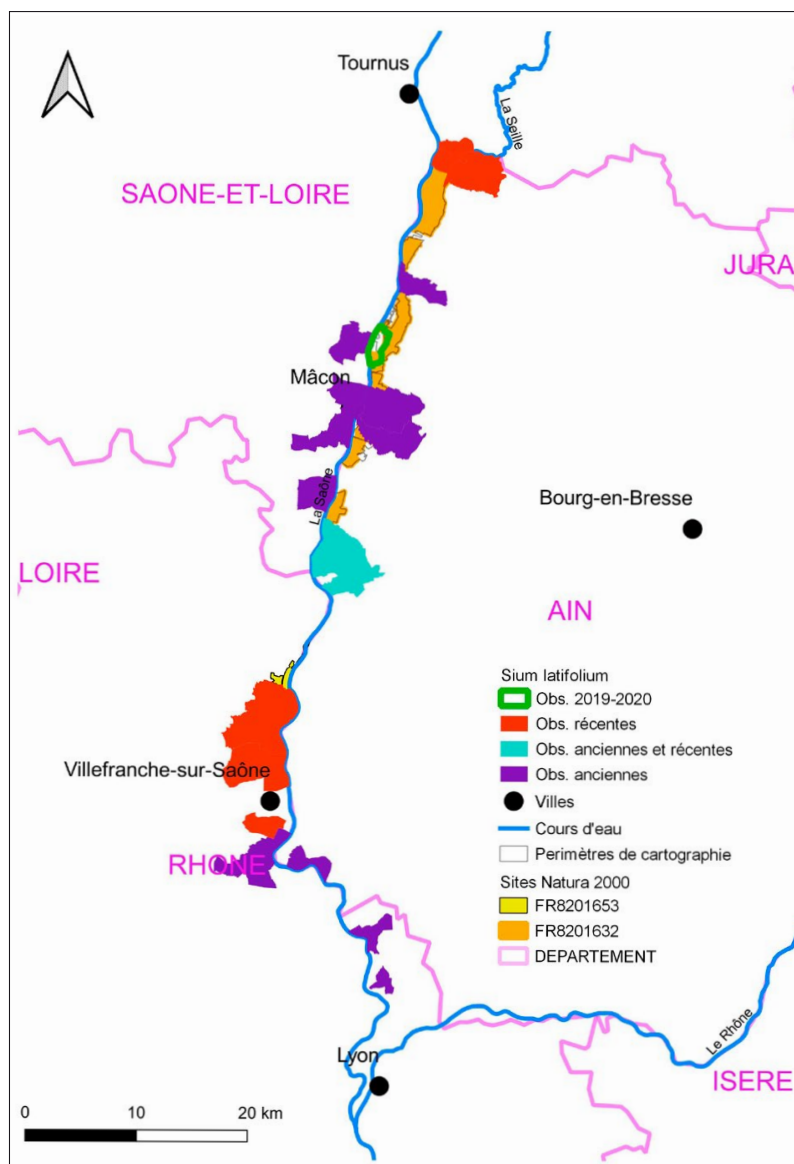 Tournus
La Seille
SAONE-ET-LOIRE
JURA
Mâcon
La Saône
Bourg-en-Bresse
LOIRE
AIN
Sium latifolium
Obs. 2019-2020
Obs. récentes
Obs. anciennes et récentes
Obs. anciennes
Villes
Cours d'eau
Perimètres de cartographie
Sites Natura 2000
FR8201653
FR8201632
DEPARTEMENT
Villefranche-sur-Saône
RHONE
Le Rhône
Lyon
ISERE
0 10 20 km